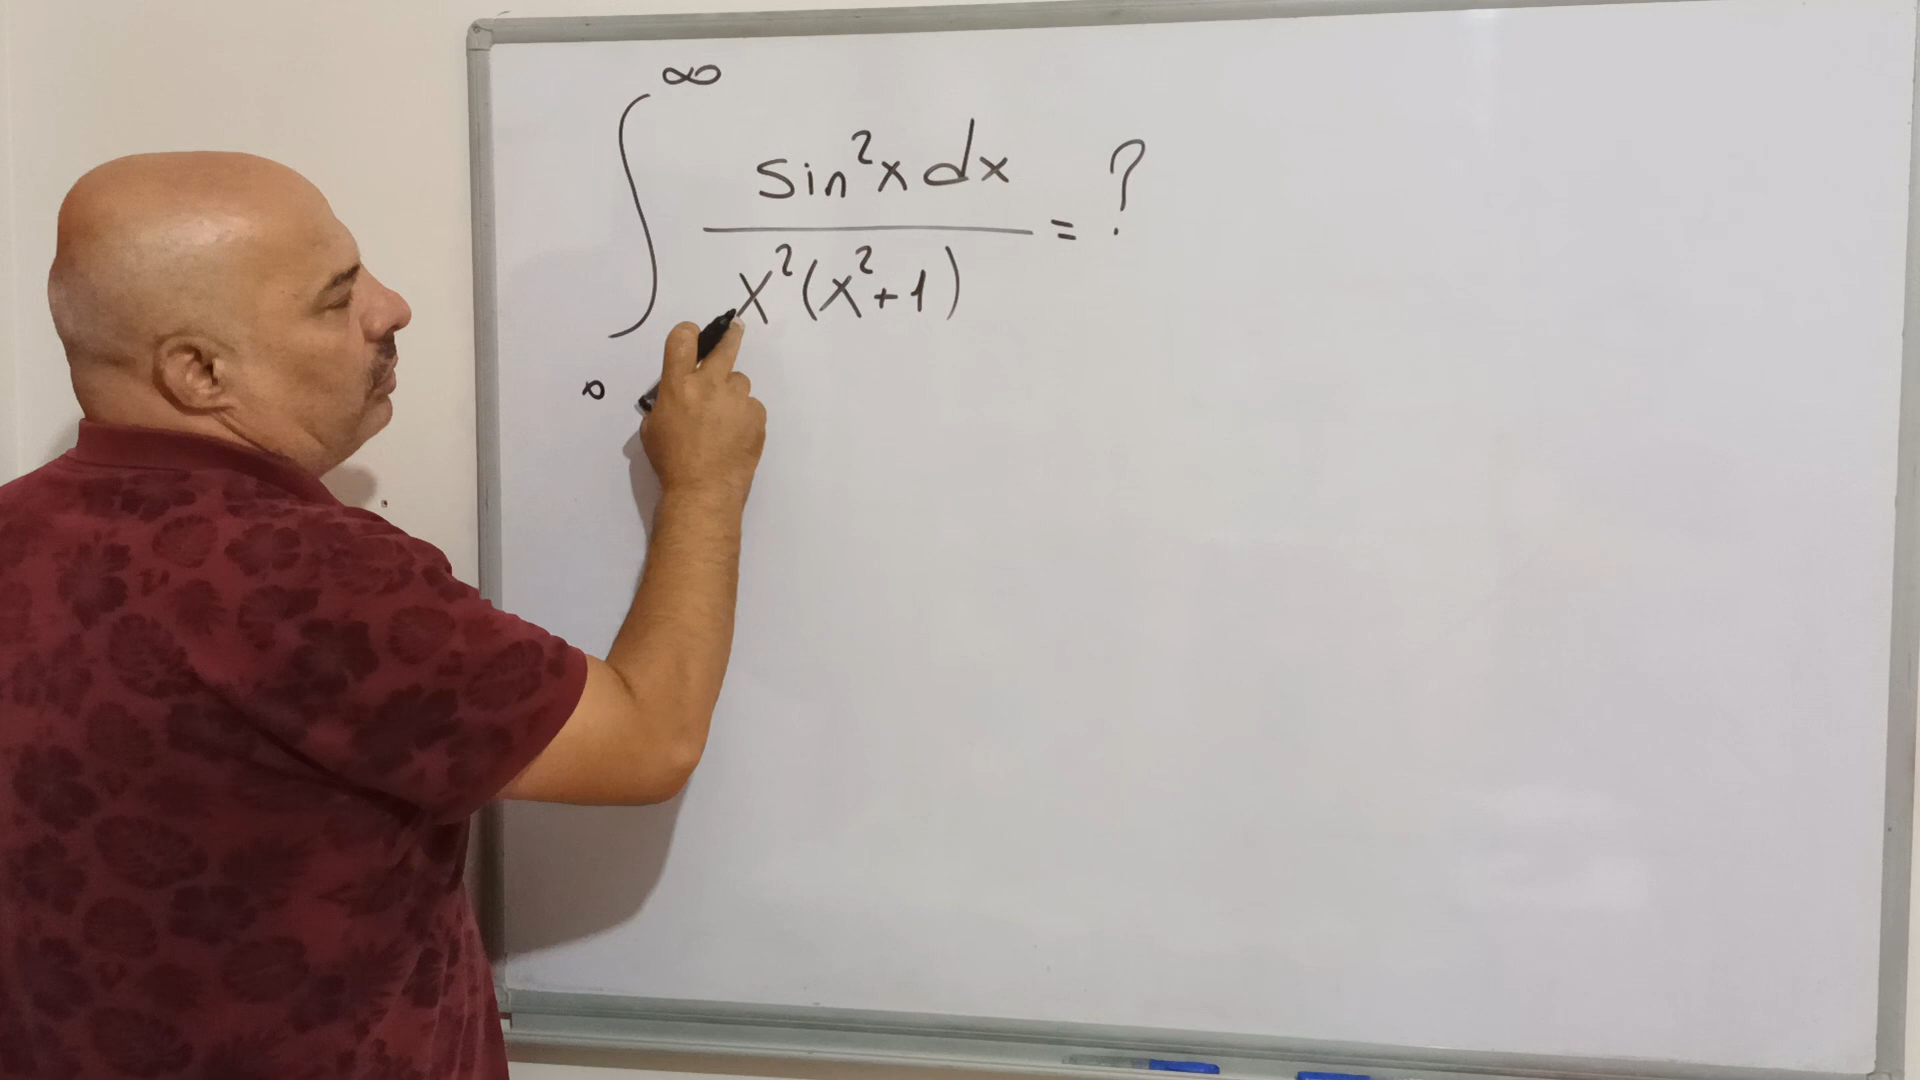 ∫₀^∞ sin²x dx / x²(x²+1) = ?